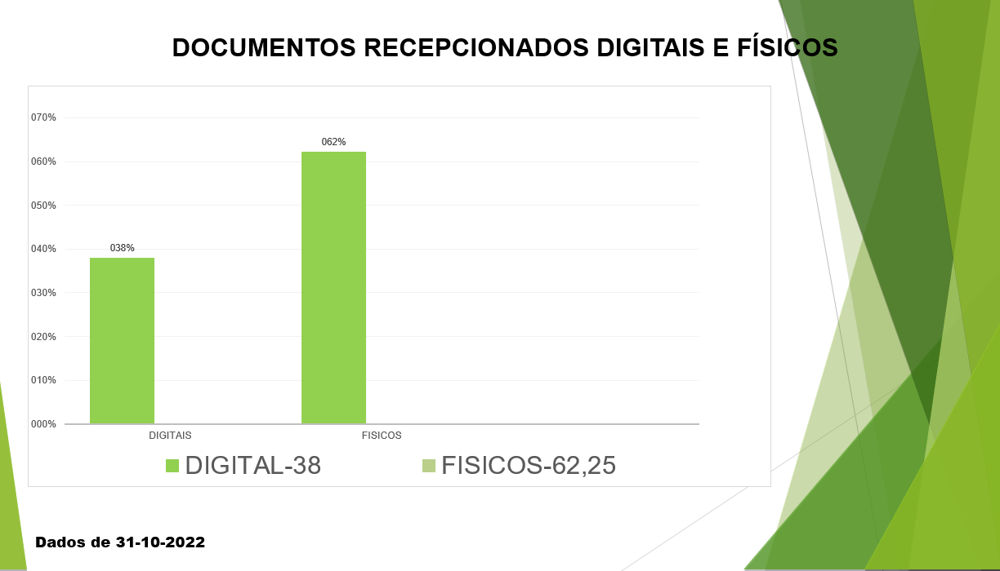 DOCUMENTOS RECEPCIONADOS DIGITAIS E FÍSICOS
070%
060%
050%
040%
030%
020%
010%
000%
038%
062%
DIGITAIS FISICOS
DIGITAL-38 FISICOS-62,25
Dados de 31-10-2022